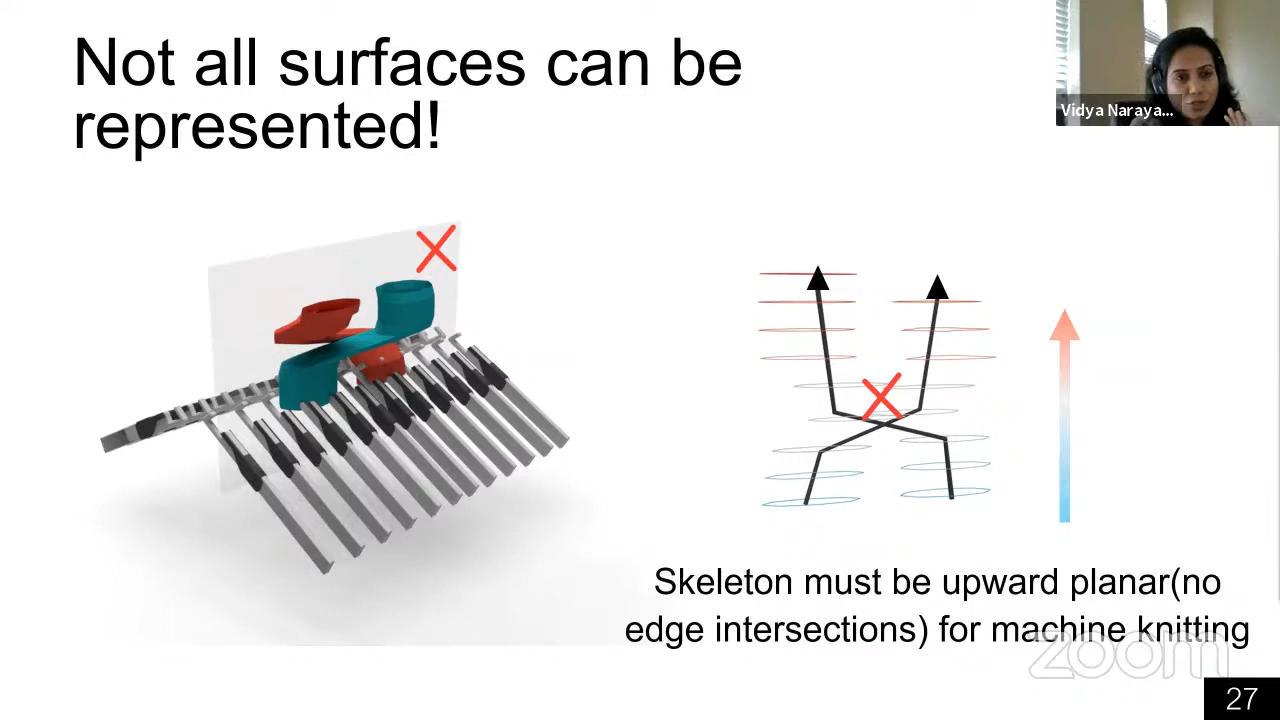 Not all surfaces can be
represented!
Vidya Naraya...
Skeleton must be upward planar(no
edge intersections) for machine knitting
zoom
27